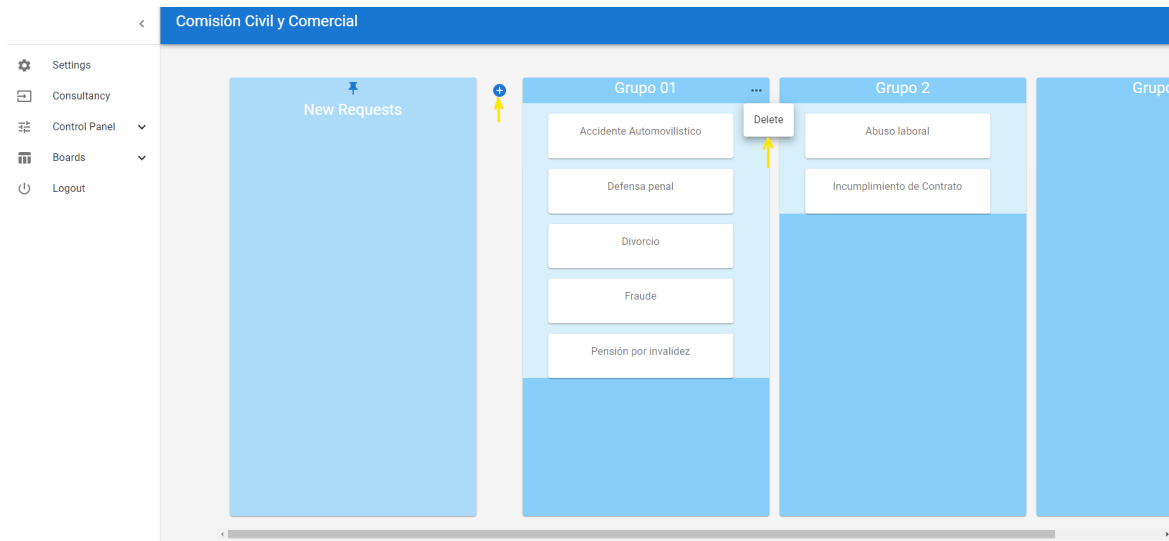 Comisión Civil y Comercial
Settings
Consultancy
Control Panel
Boards
Logout
New Requests
Grupo 01
Delete
Accidente Automovilistico
Defensa penal
Divorcio
Fraude
Pensión por invalidez
Grupo 2
Abuso laboral
Incumplimiento de Contrato
Grupo